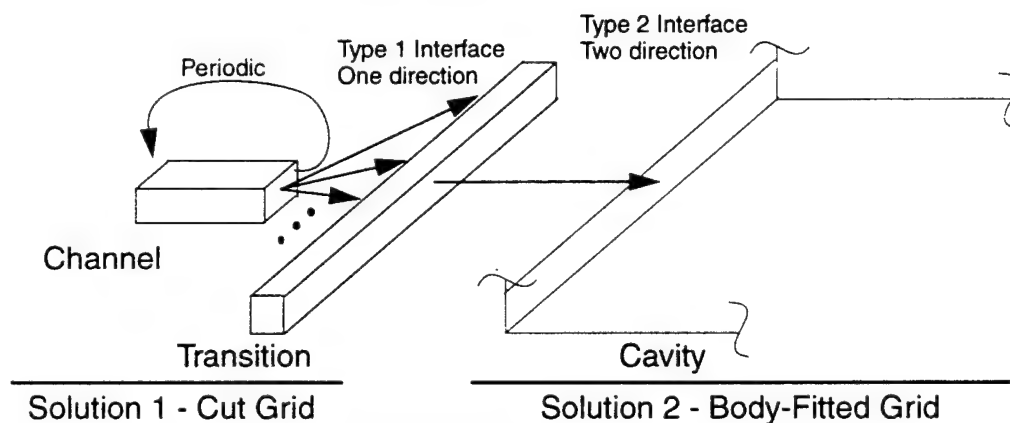 Type 1 Interface
One direction
Type 2 Interface
Two direction
Periodic
Channel
Transition
Cavity
Solution 1 - Cut Grid
Solution 2 - Body-Fitted Grid